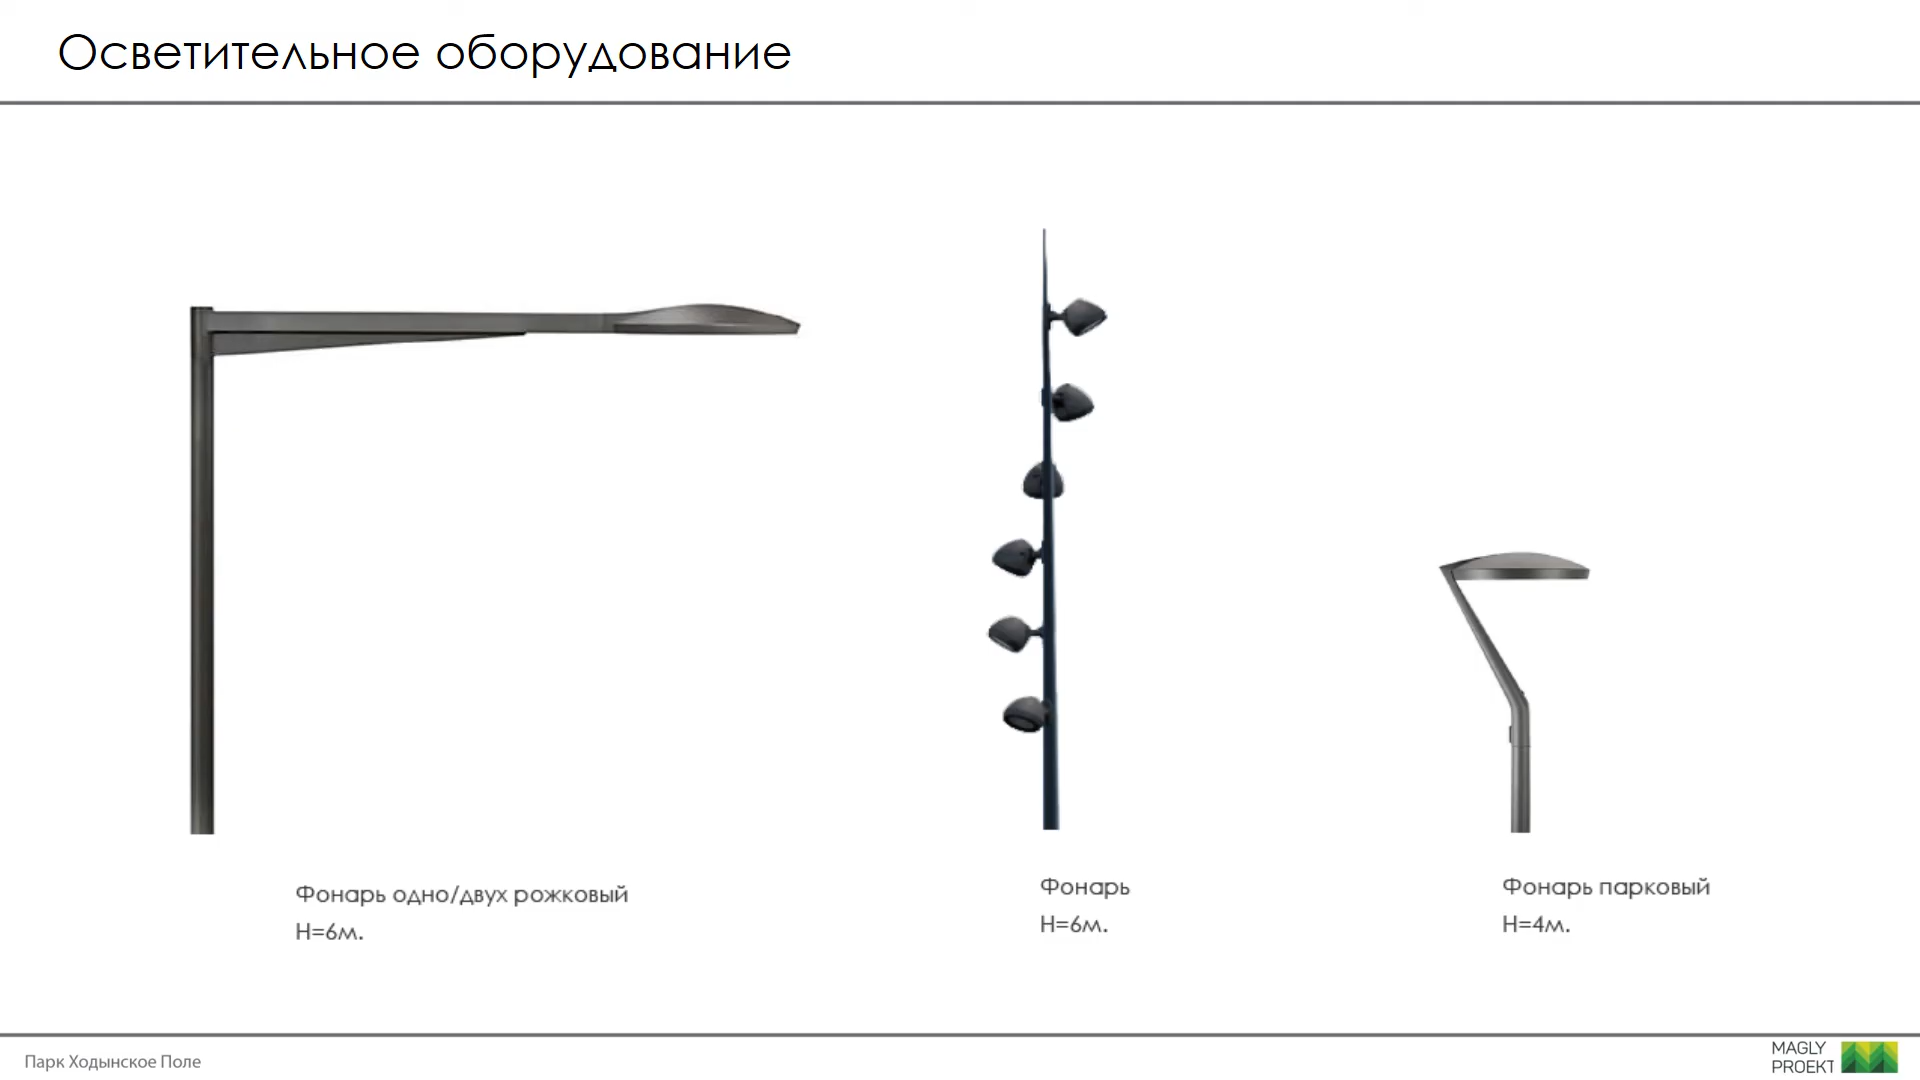 Осветительное оборудование
Фонарь одно/двух рожковый
H=6м.
Фонарь
H=6м.
Фонарь парковый
H=4м.
Парк Ходынское Поле
MAGLY
PROEKT